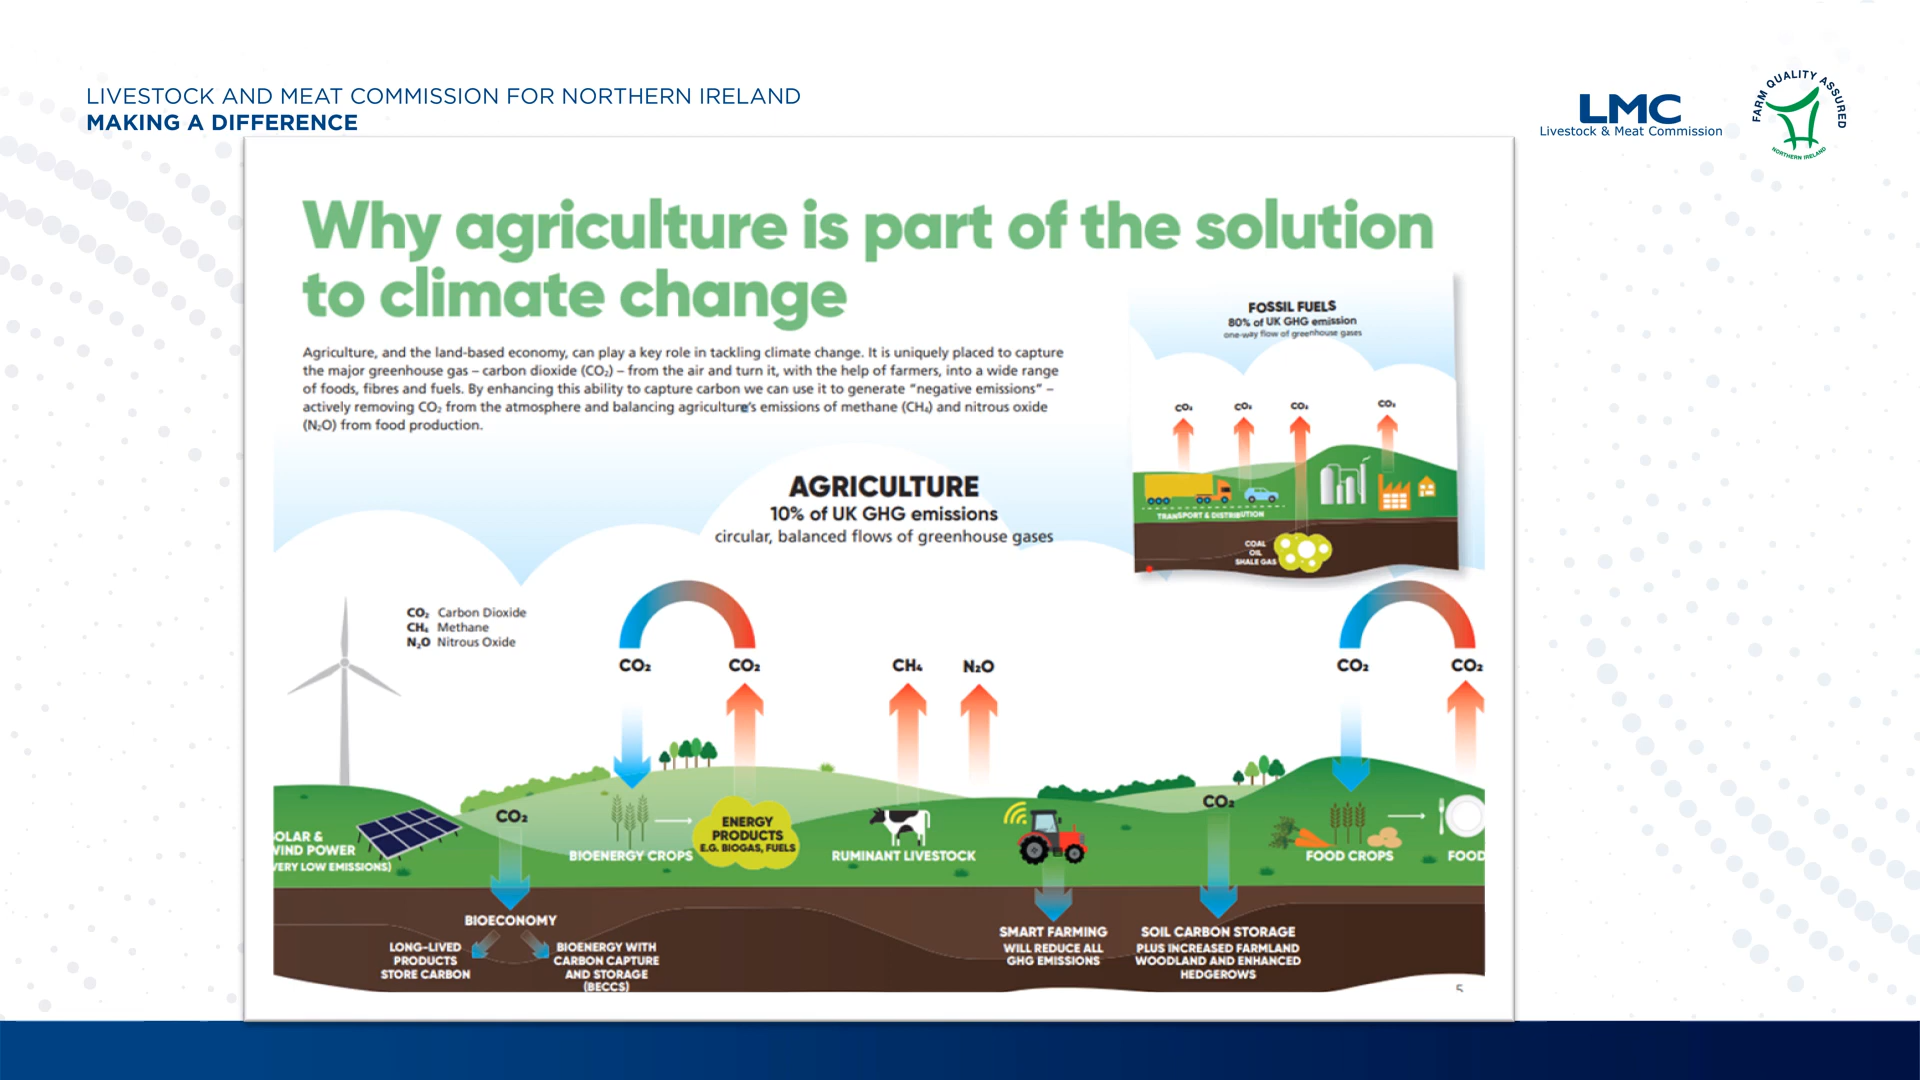 LIVESTOCK AND MEAT COMMISSION FOR NORTHERN IRELAND
MAKING A DIFFERENCE
LMC
Livestock & Meat Commission
FARM QUALITY ASSURED
NORTHERN IRELAND
Why agriculture is part of the solution
to climate change
Agriculture, and the land-based economy, can play a key role in tackling climate change. It is uniquely placed to capture
the major greenhouse gas – carbon dioxide (CO₂) – from the air and turn it, with the help of farmers, into a wide range
of foods, fibres and fuels. By enhancing this ability to capture carbon we can use it to generate “negative emissions” –
actively removing CO₂ from the atmosphere and balancing agriculture’s emissions of methane (CH₄) and nitrous oxide
(N₂O) from food production.
FOSSIL FUELS
80% of UK GHG emission
one-way flow of greenhouse gases
CO₂ CO₂ CO₂ CO₂
TRANSPORT & DISTRIBUTION
COAL
OIL
SHALE GAS
AGRICULTURE
10% of UK GHG emissions
circular, balanced flows of greenhouse gases
CO₂ Carbon Dioxide
CH₄ Methane
N₂O Nitrous Oxide
CO₂ CO₂ CH₄ N₂O CO₂ CO₂
OLAR &
WIND POWER
VERY LOW EMISSIONS)
CO₂
BIOENERGY CROPS
ENERGY
PRODUCTS
E.G. BIOGAS, FUELS
RUMINANT LIVESTOCK
CO₂
FOOD CROPS
FOOD
BIOECONOMY
LONG-LIVED
PRODUCTS
STORE CARBON
BIOENERGY WITH
CARBON CAPTURE
AND STORAGE
(BECCS)
SMART FARMING
WILL REDUCE ALL
GHG EMISSIONS
SOIL CARBON STORAGE
PLUS INCREASED FARMLAND
WOODLAND AND ENHANCED
HEDGEROWS
5